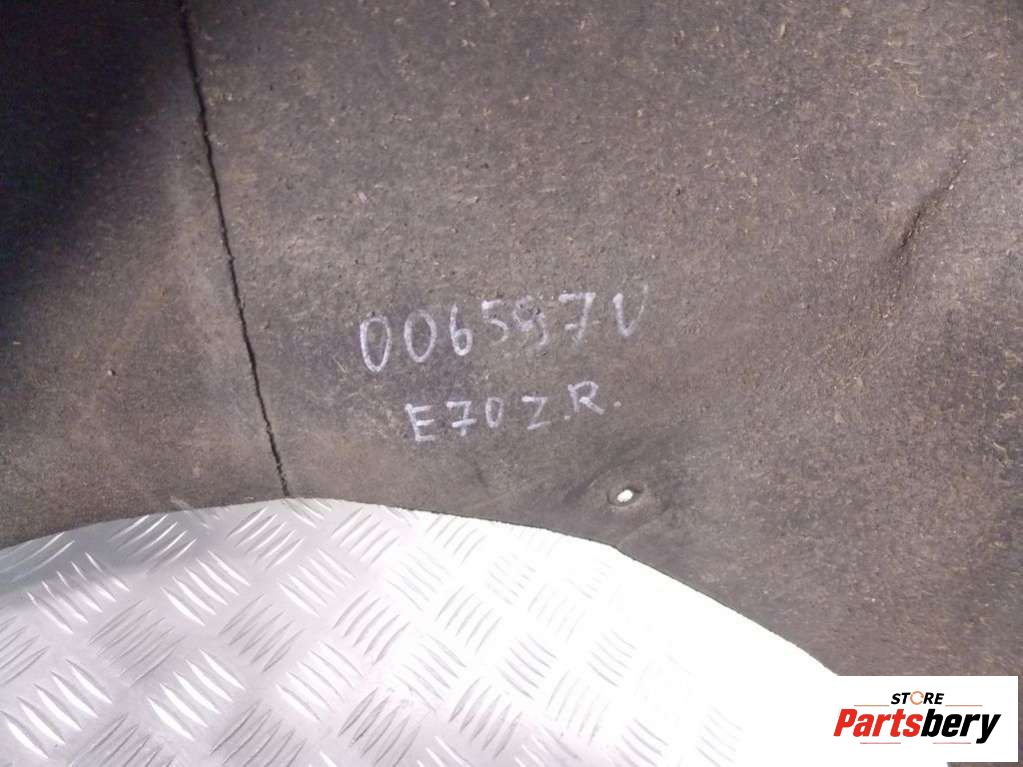 006597V
E70 Z.R.
STORE
Partsbery